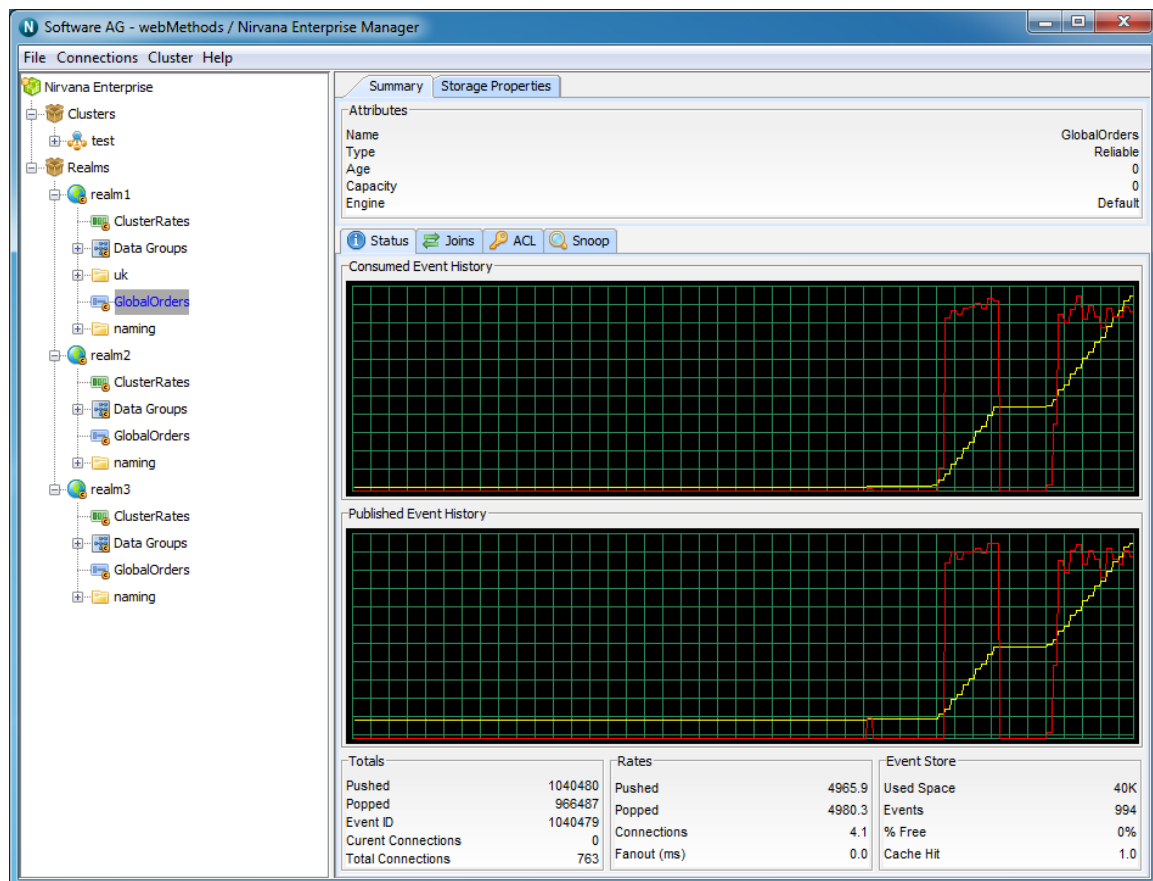 Software AG - webMethods / Nirvana Enterprise Manager
File Connections Cluster Help
Nirvana Enterprise
Clusters
test
Realms
realm1
ClusterRates
Data Groups
uk
GlobalOrders
naming
realm2
ClusterRates
Data Groups
GlobalOrders
naming
realm3
ClusterRates
Data Groups
GlobalOrders
naming
Summary Storage Properties
Attributes
Name GlobalOrders
Type Reliable
Age 0
Capacity 0
Engine Default
Status Joins ACL Snoop
Consumed Event History
Published Event History
Totals
Pushed 1040480
Popped 966487
Event ID 1040479
Curent Connections 0
Total Connections 763
Rates
Pushed 4965.9
Popped 4980.3
Connections 4.1
Fanout (ms) 0.0
Event Store
Used Space 40K
Events 994
% Free 0%
Cache Hit 1.0